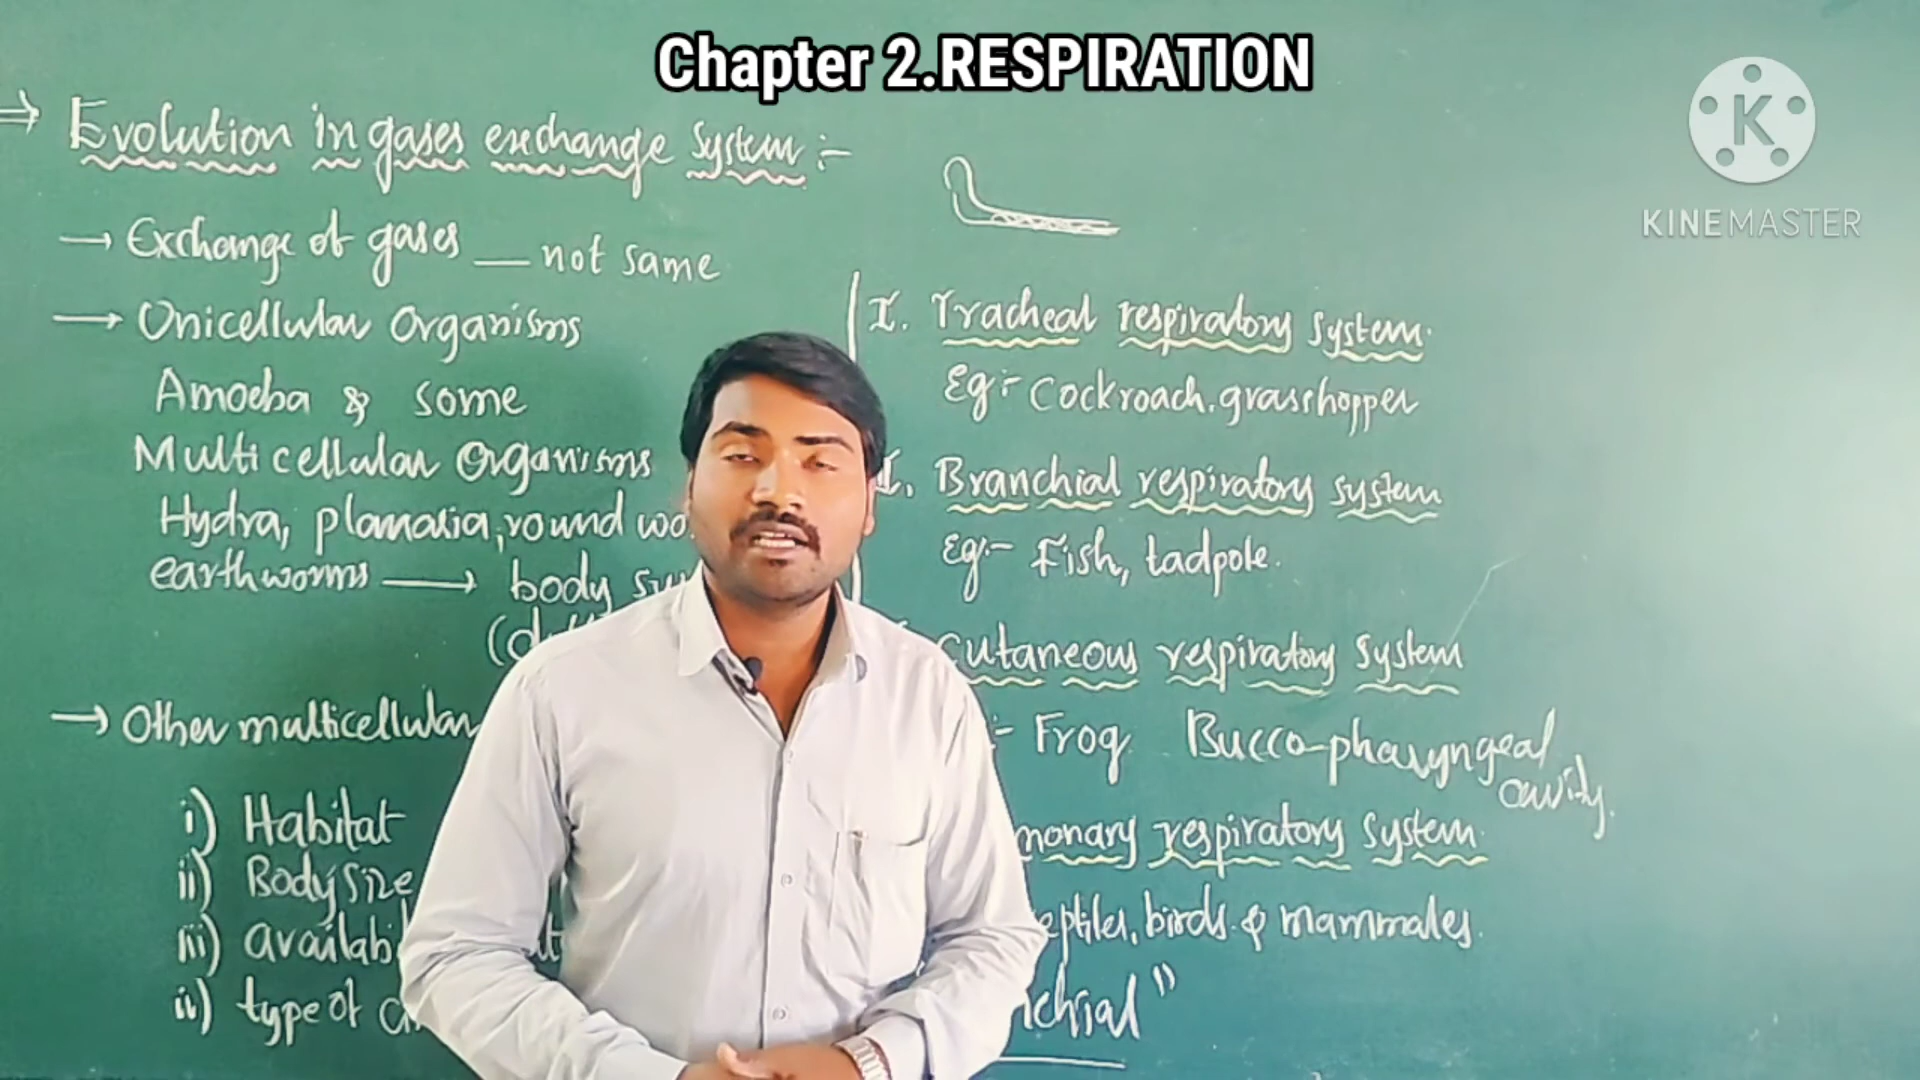 Chapter 2.RESPIRATION
K
KINEMASTER
⇒ Evolution in gases exchange system :-
→ Exchange of gases — not same
→ Unicellular organisms
Amoeba & some
Multicellular organisms
Hydra, planaria, round
earthworms → body
→ Other multicellular
i) Habitat
ii) Body size
iii)
type of
I. Tracheal respiratory system.
Eg:- Cockroach, grasshopper
I. Branchial respiratory system
Eg:- Fish, tadpole.
Cutaneous respiratory system
:- Frog Bucco-pharyngeal cavity.
respiratory system.
birds & mammales.